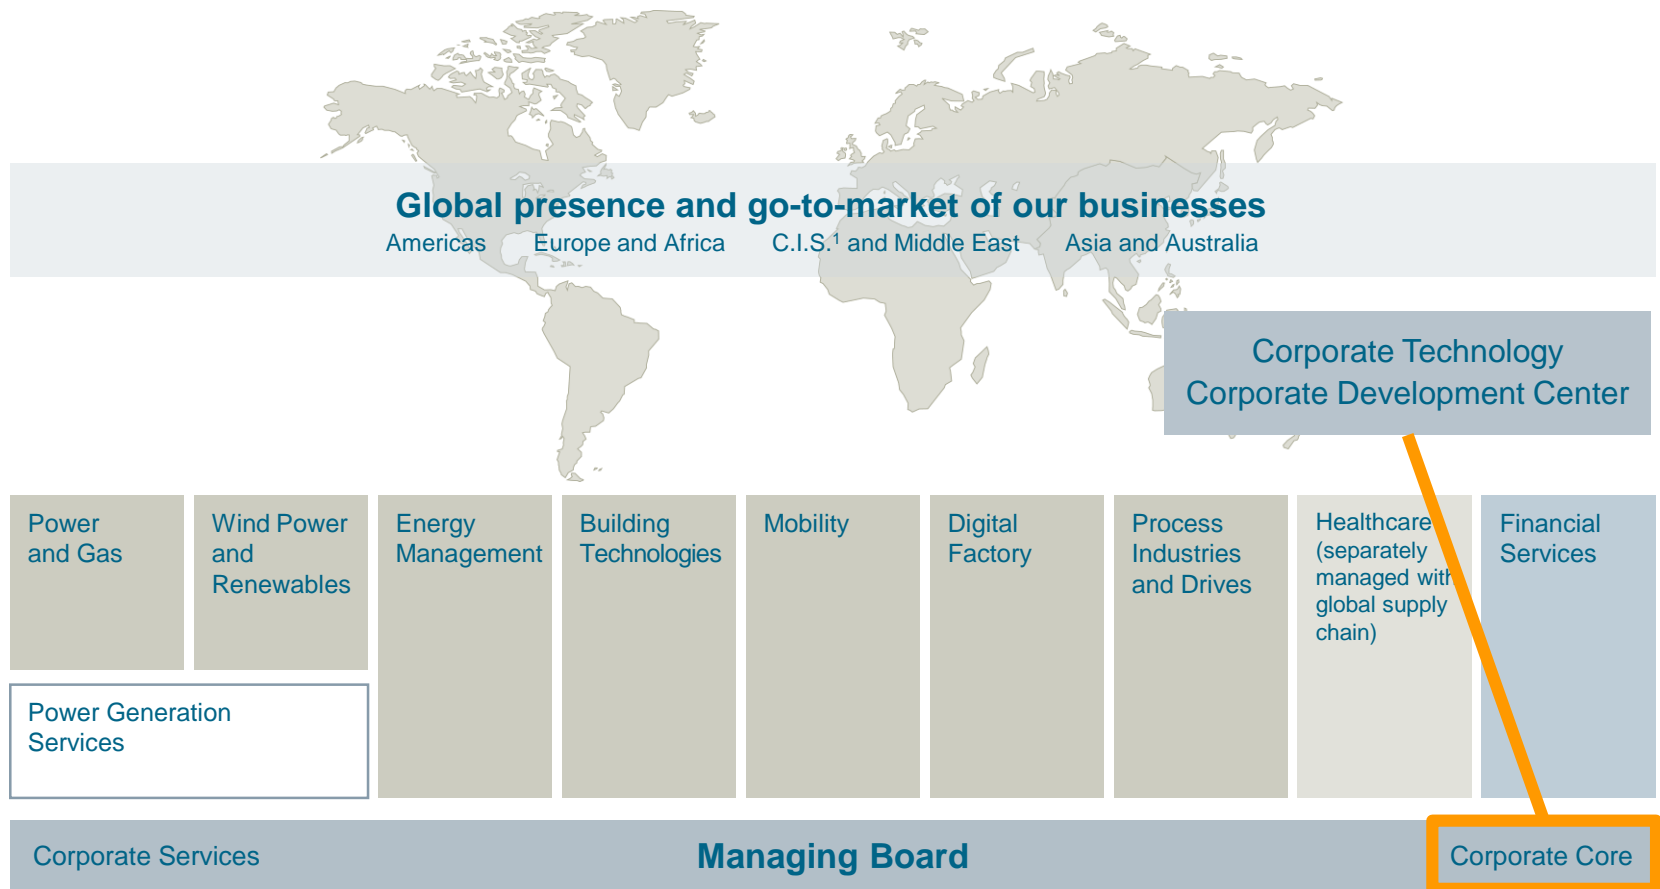 Global presence and go-to-market of our businesses
Americas Europe and Africa C.I.S.¹ and Middle East Asia and Australia
Corporate Technology
Corporate Development Center
Power
and Gas
Wind Power
and
Renewables
Energy
Management
Building
Technologies
Mobility
Digital
Factory
Process
Industries
and Drives
Healthcare
(separately
managed with
global supply
chain)
Financial
Services
Power Generation
Services
Corporate Services
Managing Board
Corporate Core